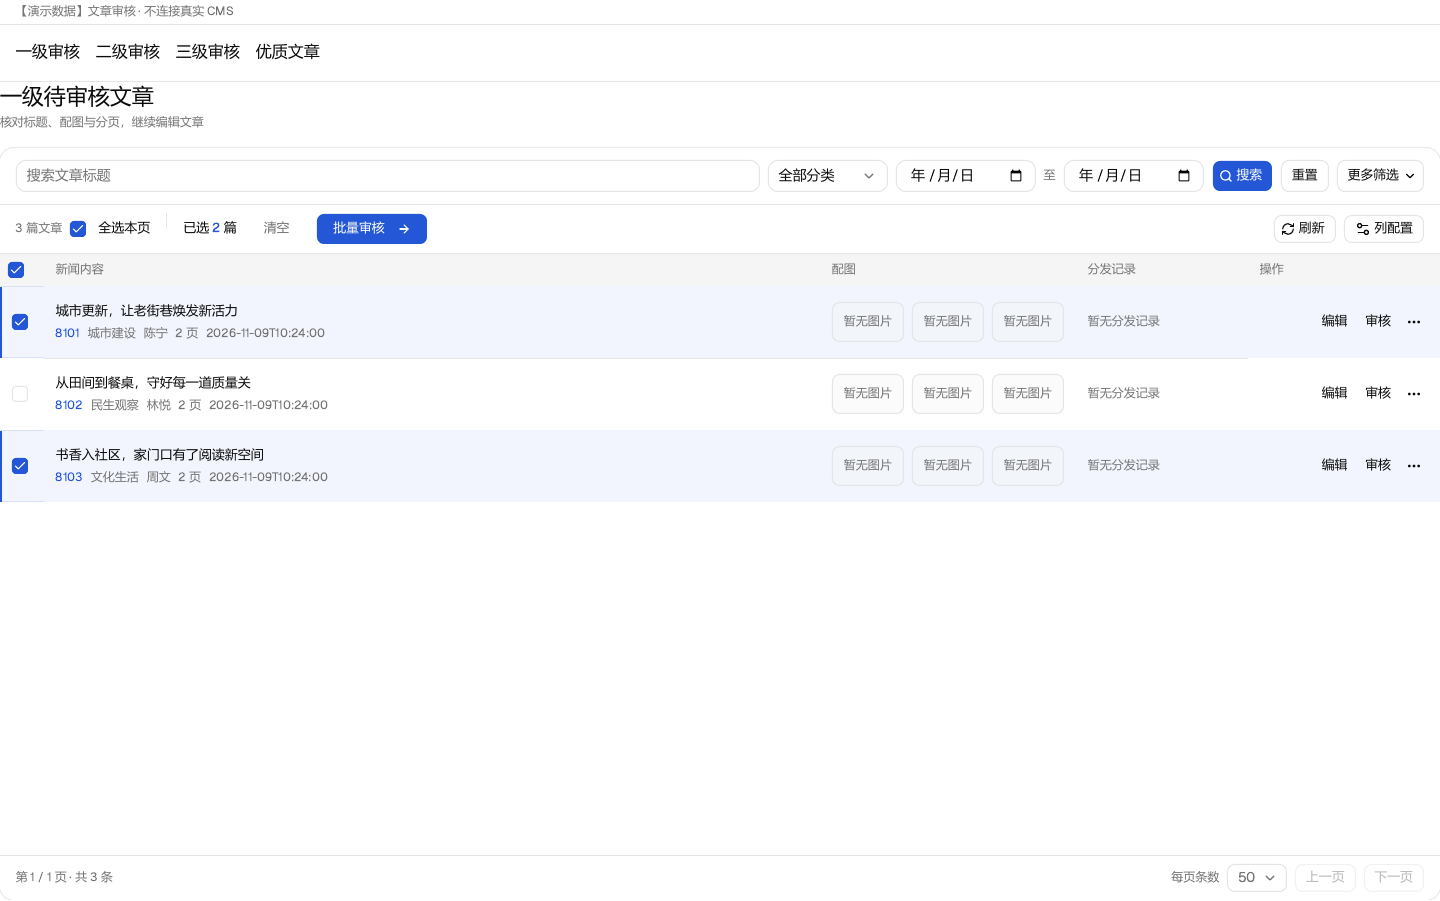 【演示数据】文章审核 · 不连接真实 CMS
一级审核 二级审核 三级审核 优质文章
一级待审核文章
核对标题、配图与分页，继续编辑文章
搜索文章标题 全部分类 年 / 月 / 日 至 年 / 月 / 日 搜索 重置 更多筛选
3 篇文章 全选本页 已选 2 篇 清空 批量审核 刷新 列配置
新闻内容 配图 分发记录 操作
城市更新，让老街巷焕发新活力
8101 城市建设 陈宁 2 页 2026-11-09T10:24:00
暂无图片 暂无图片 暂无图片 暂无分发记录 编辑 审核
从田间到餐桌，守好每一道质量关
8102 民生观察 林悦 2 页 2026-11-09T10:24:00
暂无图片 暂无图片 暂无图片 暂无分发记录 编辑 审核
书香入社区，家门口有了阅读新空间
8103 文化生活 周文 2 页 2026-11-09T10:24:00
暂无图片 暂无图片 暂无图片 暂无分发记录 编辑 审核
第 1 / 1 页 · 共 3 条 每页条数 50 上一页 下一页